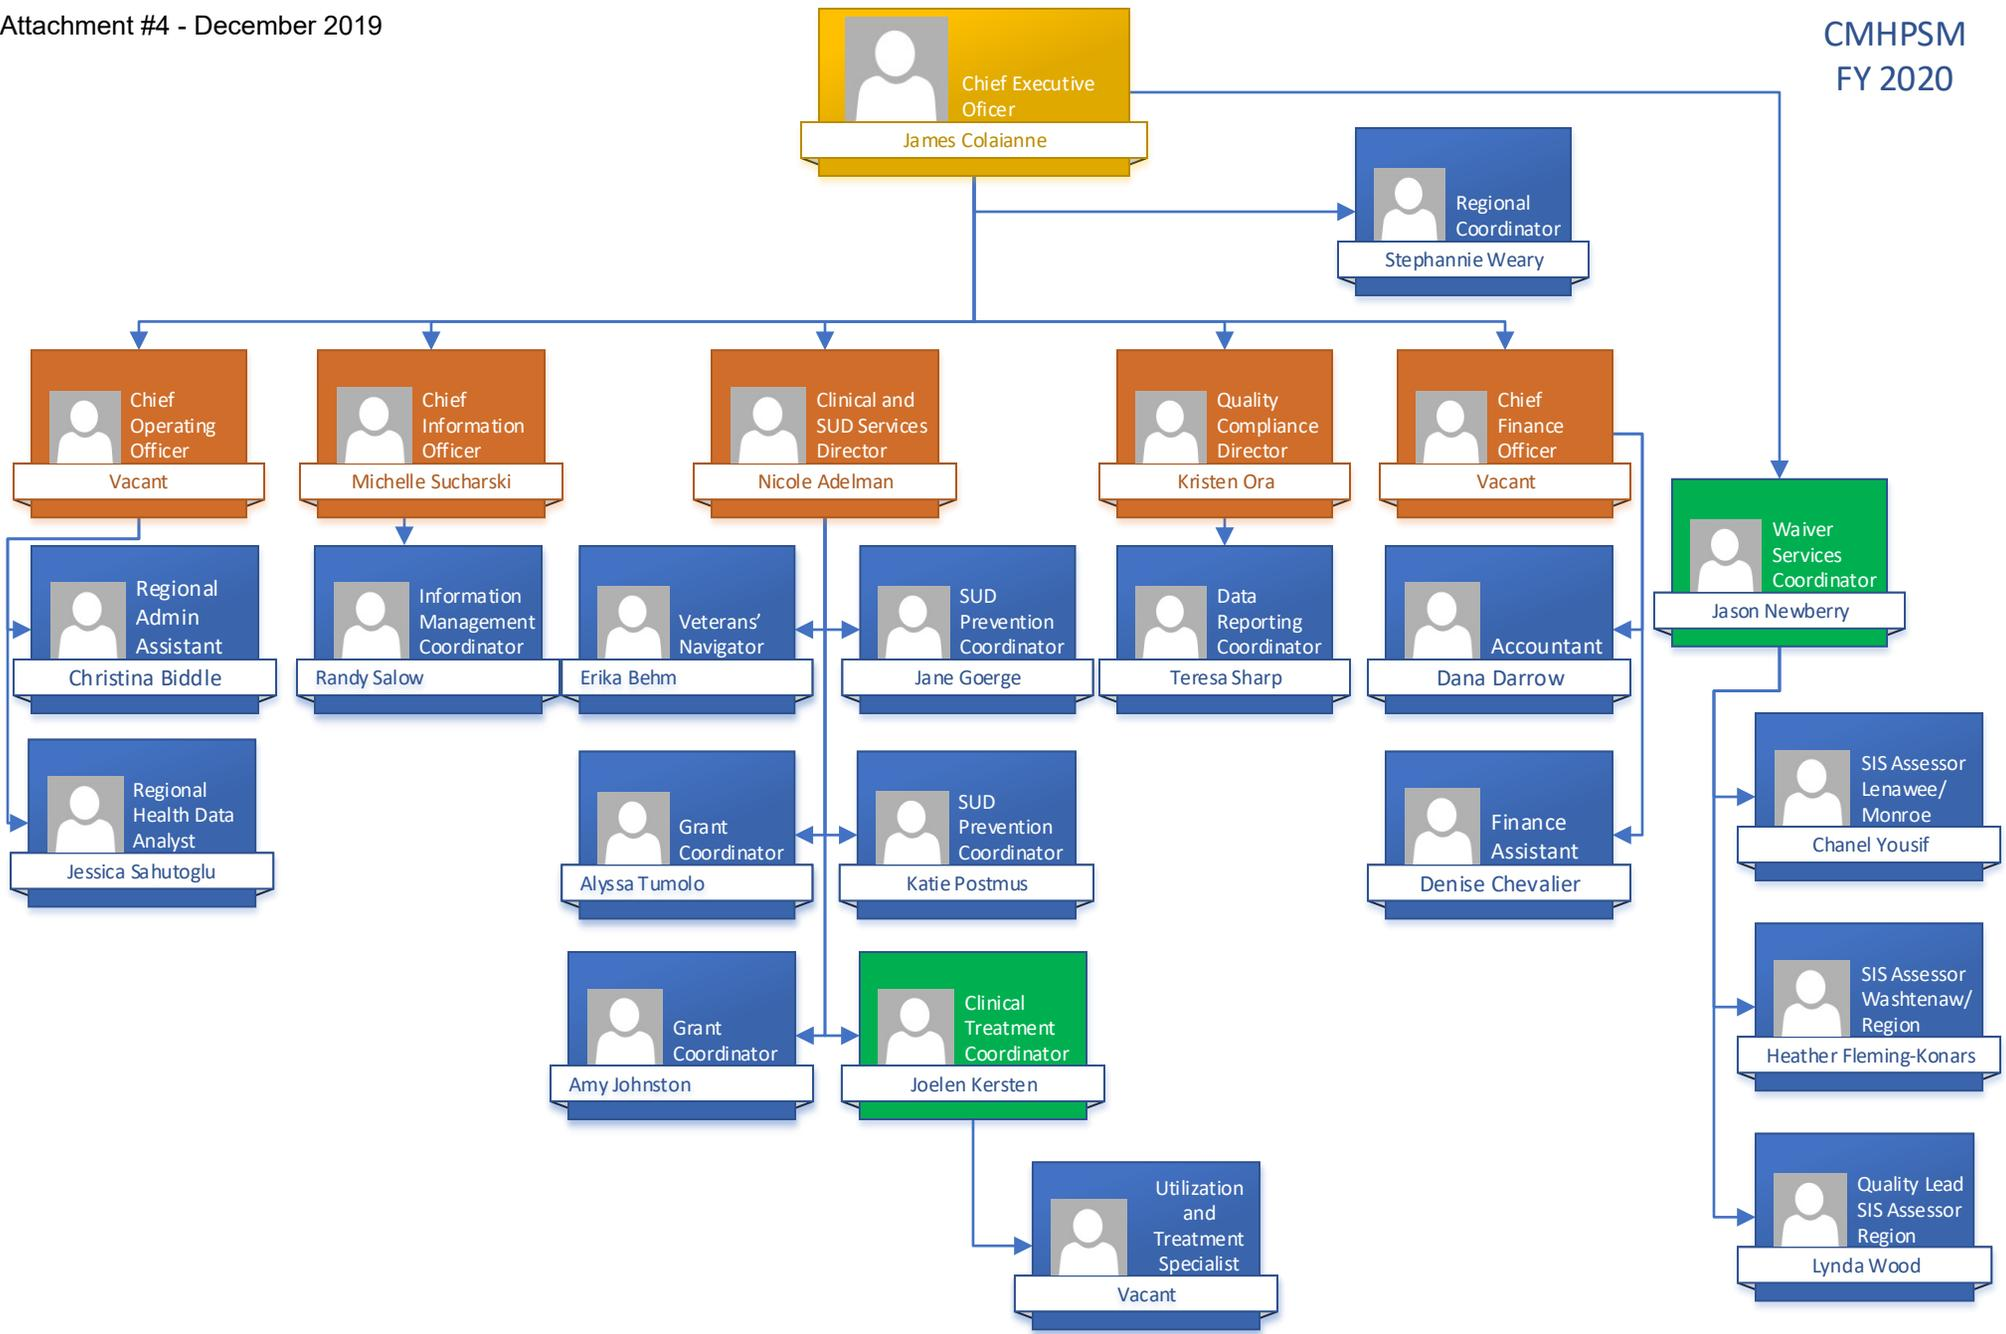 Attachment #4 - December 2019
CMHPSM
FY 2020
Chief Executive
Oficer
James Colaianne
Regional
Coordinator
Stephannie Weary
Chief
Operating
Officer
Vacant
Chief
Information
Officer
Michelle Sucharski
Clinical and
SUD Services
Director
Nicole Adelman
Quality
Compliance
Director
Kristen Ora
Chief
Finance
Officer
Vacant
Waiver
Services
Coordinator
Jason Newberry
Regional
Admin
Assistant
Christina Biddle
Information
Management
Coordinator
Randy Salow
Veterans’
Navigator
Erika Behm
SUD
Prevention
Coordinator
Jane Goerge
Data
Reporting
Coordinator
Teresa Sharp
Accountant
Dana Darrow
Regional
Health Data
Analyst
Jessica Sahutoglu
Grant
Coordinator
Alyssa Tumolo
SUD
Prevention
Coordinator
Katie Postmus
Finance
Assistant
Denise Chevalier
SIS Assessor
Lenawee/
Monroe
Chanel Yousif
Grant
Coordinator
Amy Johnston
Clinical
Treatment
Coordinator
Joelen Kersten
SIS Assessor
Washtenaw/
Region
Heather Fleming-Konars
Utilization
and
Treatment
Specialist
Vacant
Quality Lead
SIS Assessor
Region
Lynda Wood